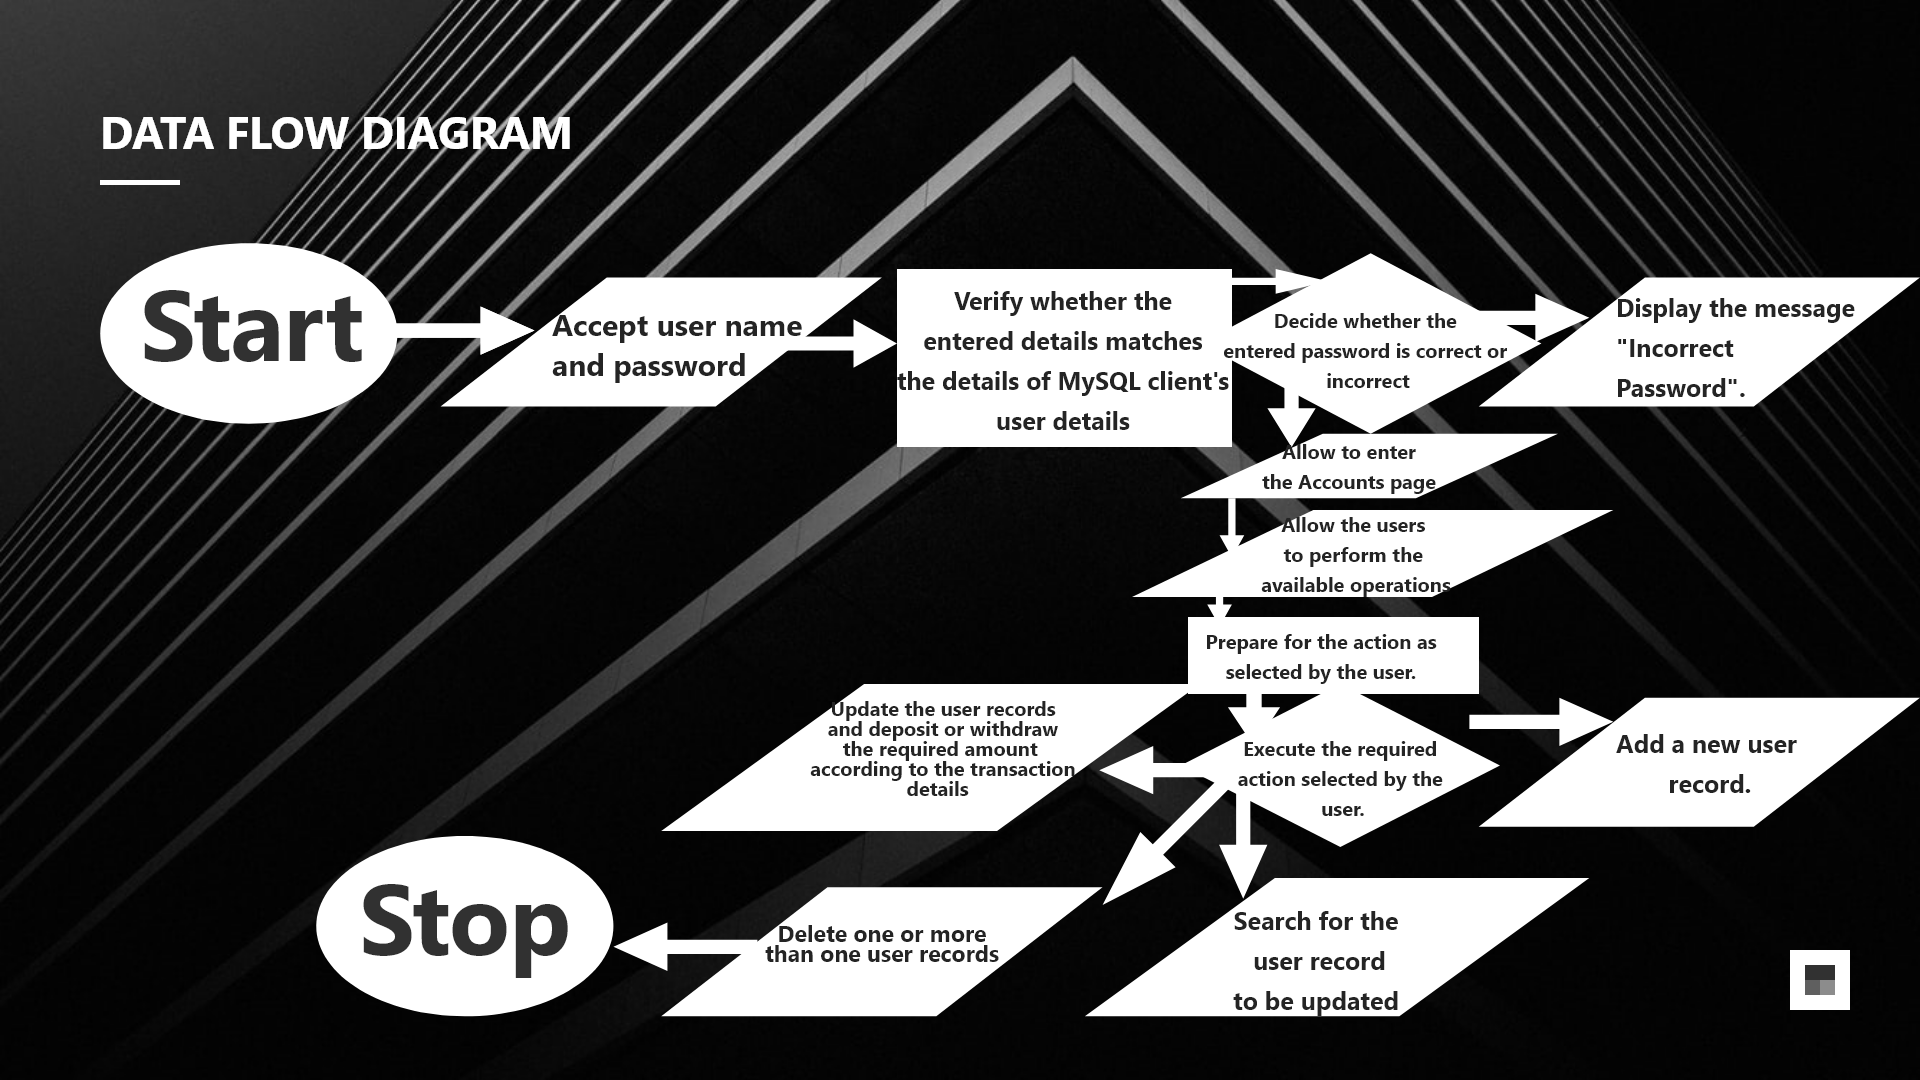 DATA FLOW DIAGRAM
Start
Accept user name
and password
Verify whether the
entered details matches
the details of MySQL client's
user details
Decide whether the
entered password is correct or
incorrect
Display the message
"Incorrect
Password".
Allow to enter
the Accounts page
Allow the users
to perform the
available operations
Prepare for the action as
selected by the user.
Update the user records
and deposit or withdraw
the required amount
according to the transaction
details
Execute the required
action selected by the
user.
Add a new user
record.
Stop
Delete one or more
than one user records
Search for the
user record
to be updated